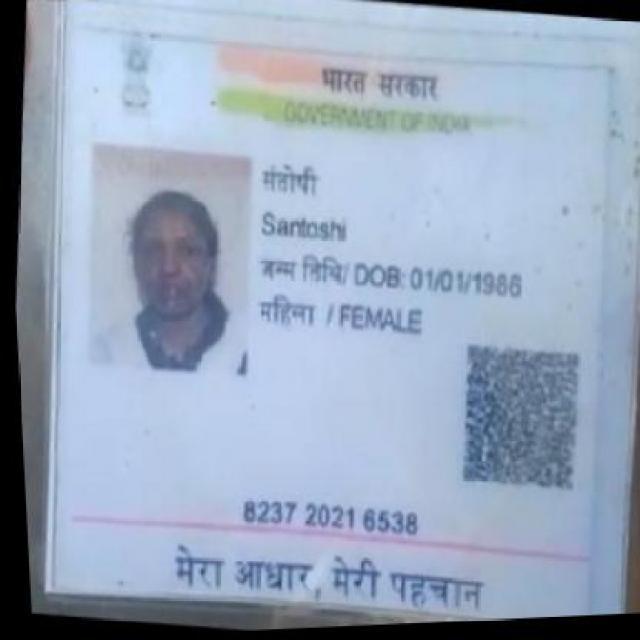 भारत सरकार
GOVERNMENT OF INDIA
संतोषी
Santoshi
जन्म तिथि/ DOB: 01/01/1986
महिला / FEMALE
8237 2021 6538
मेरा आधार, मेरी पहचान